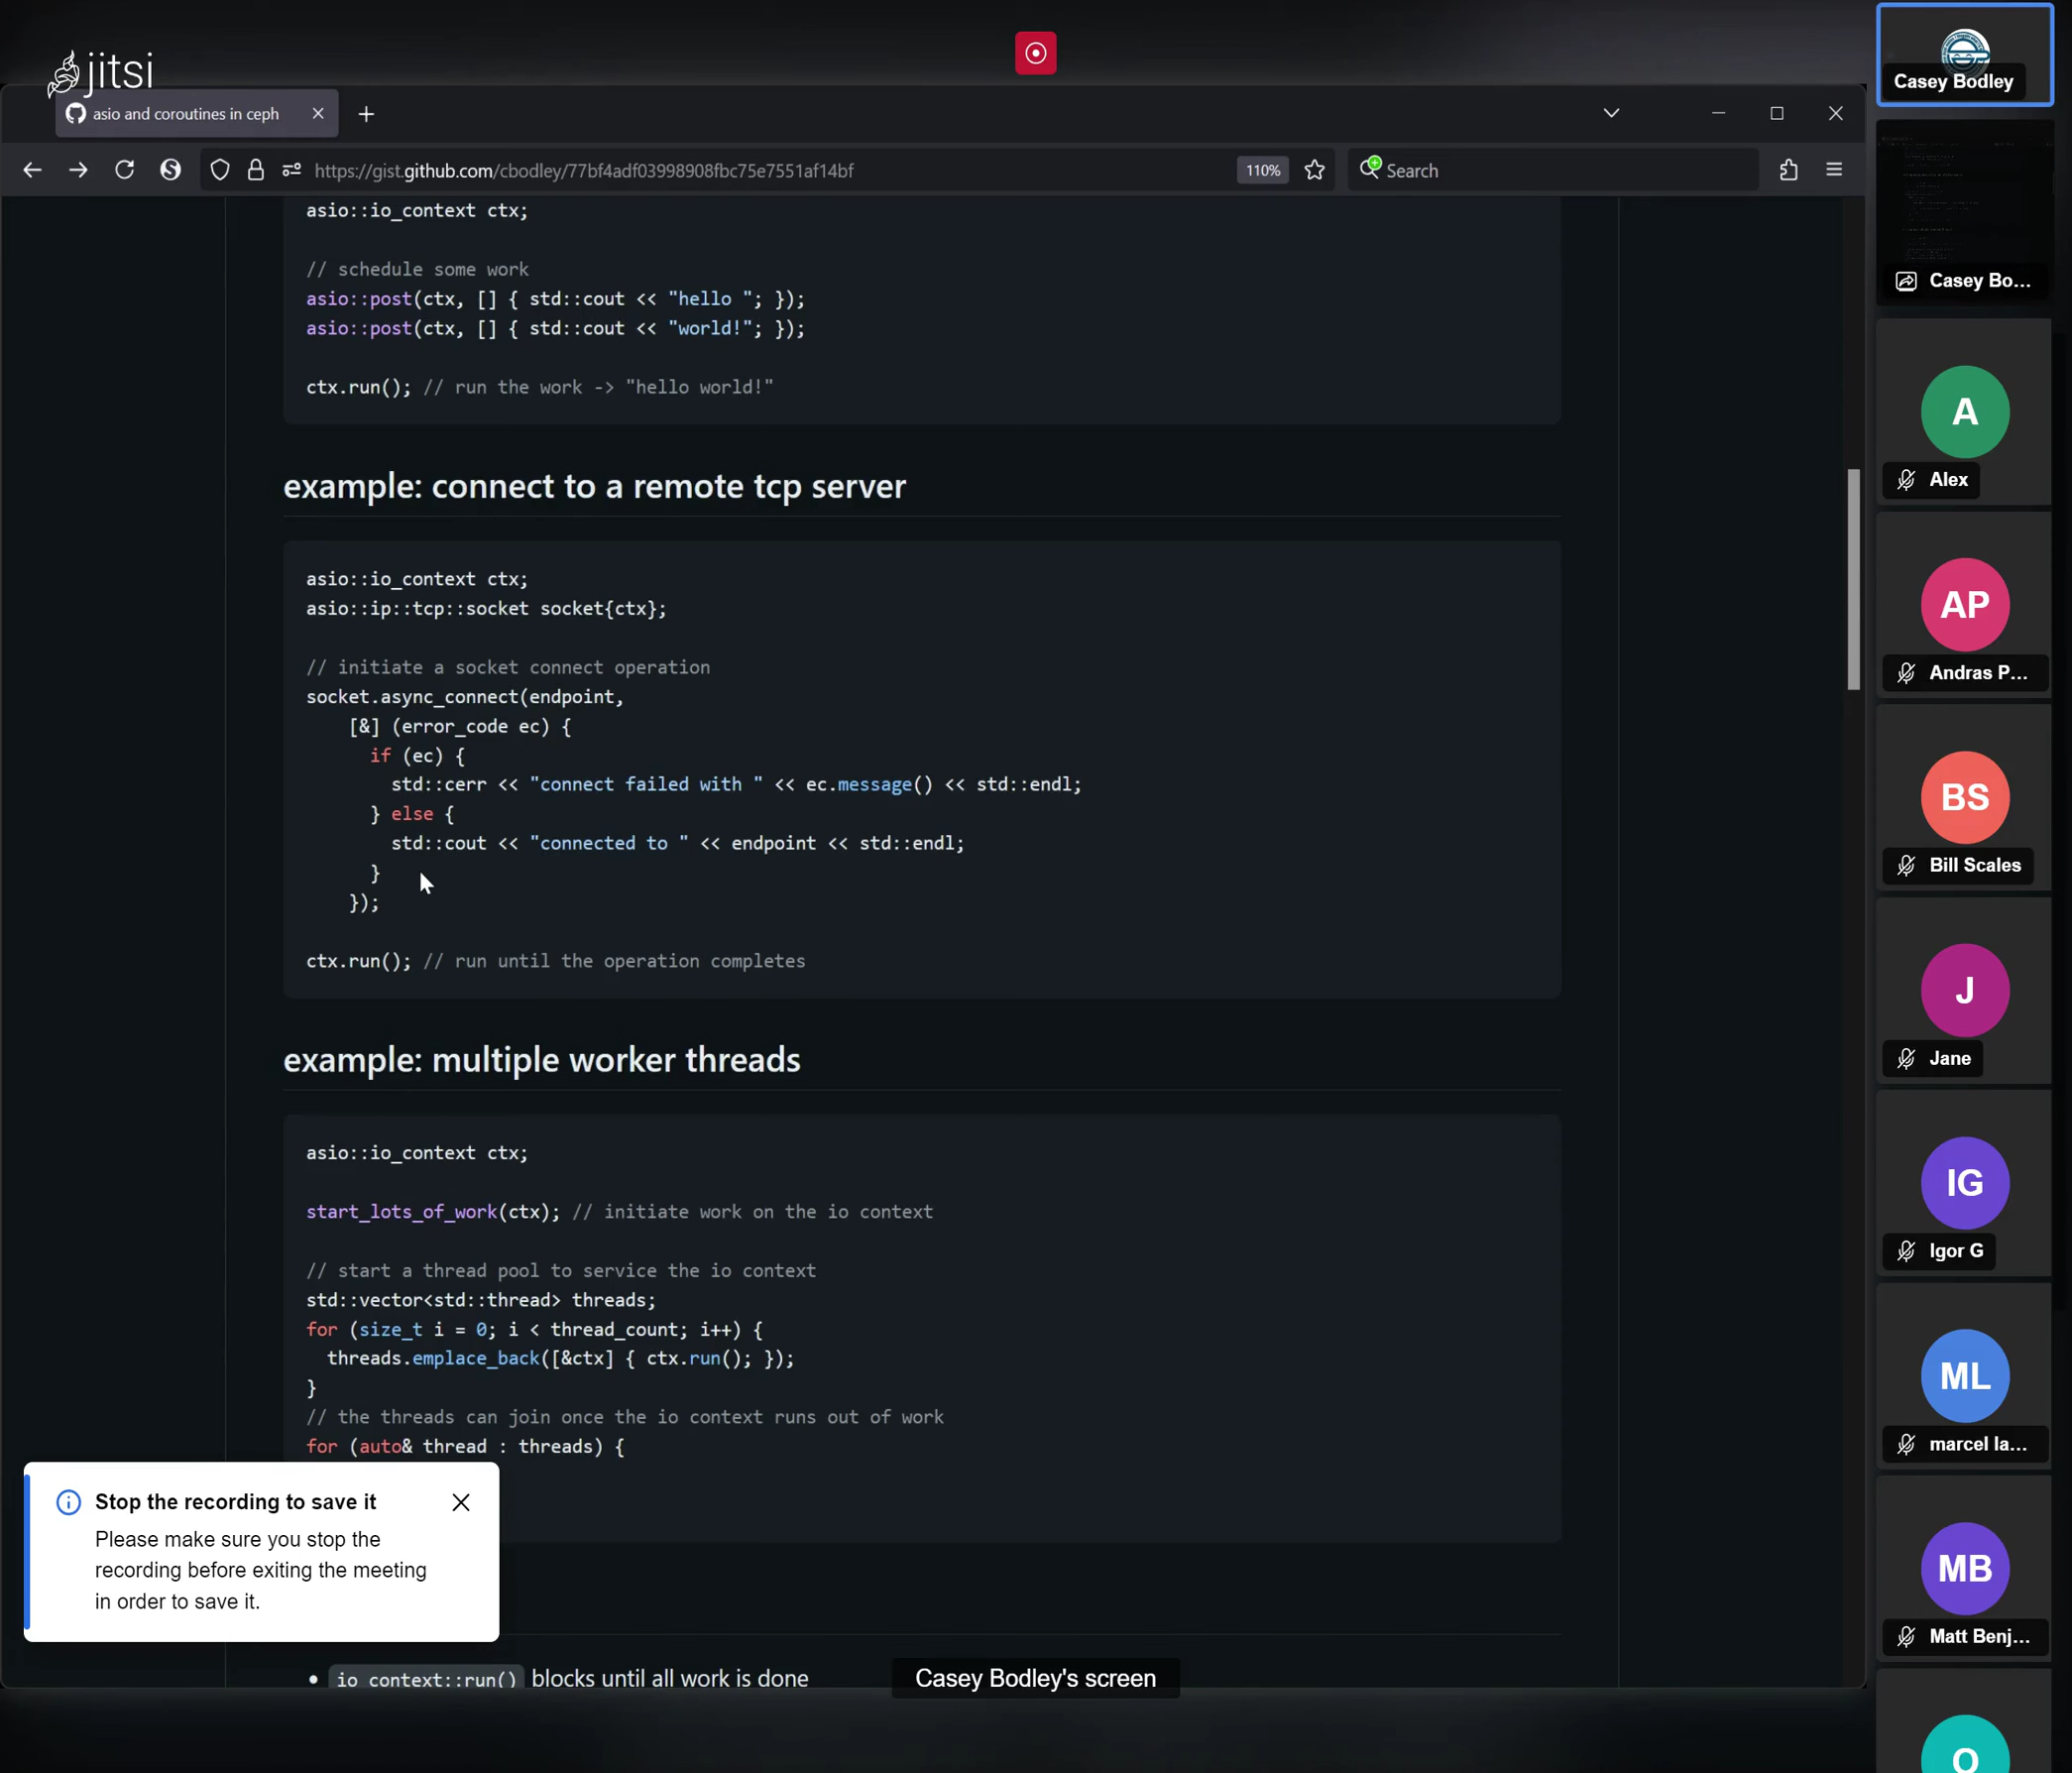 jitsi
asio and coroutines in ceph
https://gist.github.com/cbodley/77bf4adf03998908fbc75e7551af14bf
110%
Search
asio::io_context ctx;
// schedule some work
asio::post(ctx, [] { std::cout << "hello "; });
asio::post(ctx, [] { std::cout << "world!"; });
ctx.run(); // run the work -> "hello world!"
example: connect to a remote tcp server
asio::io_context ctx;
asio::ip::tcp::socket socket{ctx};
// initiate a socket connect operation
socket.async_connect(endpoint,
[&] (error_code ec) {
if (ec) {
std::cerr << "connect failed with " << ec.message() << std::endl;
} else {
std::cout << "connected to " << endpoint << std::endl;
}
});
ctx.run(); // run until the operation completes
example: multiple worker threads
asio::io_context ctx;
start_lots_of_work(ctx); // initiate work on the io context
// start a thread pool to service the io context
std::vector<std::thread> threads;
for (size_t i = 0; i < thread_count; i++) {
threads.emplace_back([&ctx] { ctx.run(); });
}
// the threads can join once the io context runs out of work
for (auto& thread : threads) {
Stop the recording to save it
Please make sure you stop the
recording before exiting the meeting
in order to save it.
• io_context::run() blocks until all work is done
Casey Bodley's screen
Casey Bodley
Casey Bo...
A
Alex
AP
Andras P...
BS
Bill Scales
J
Jane
IG
Igor G
ML
marcel la...
MB
Matt Benj...